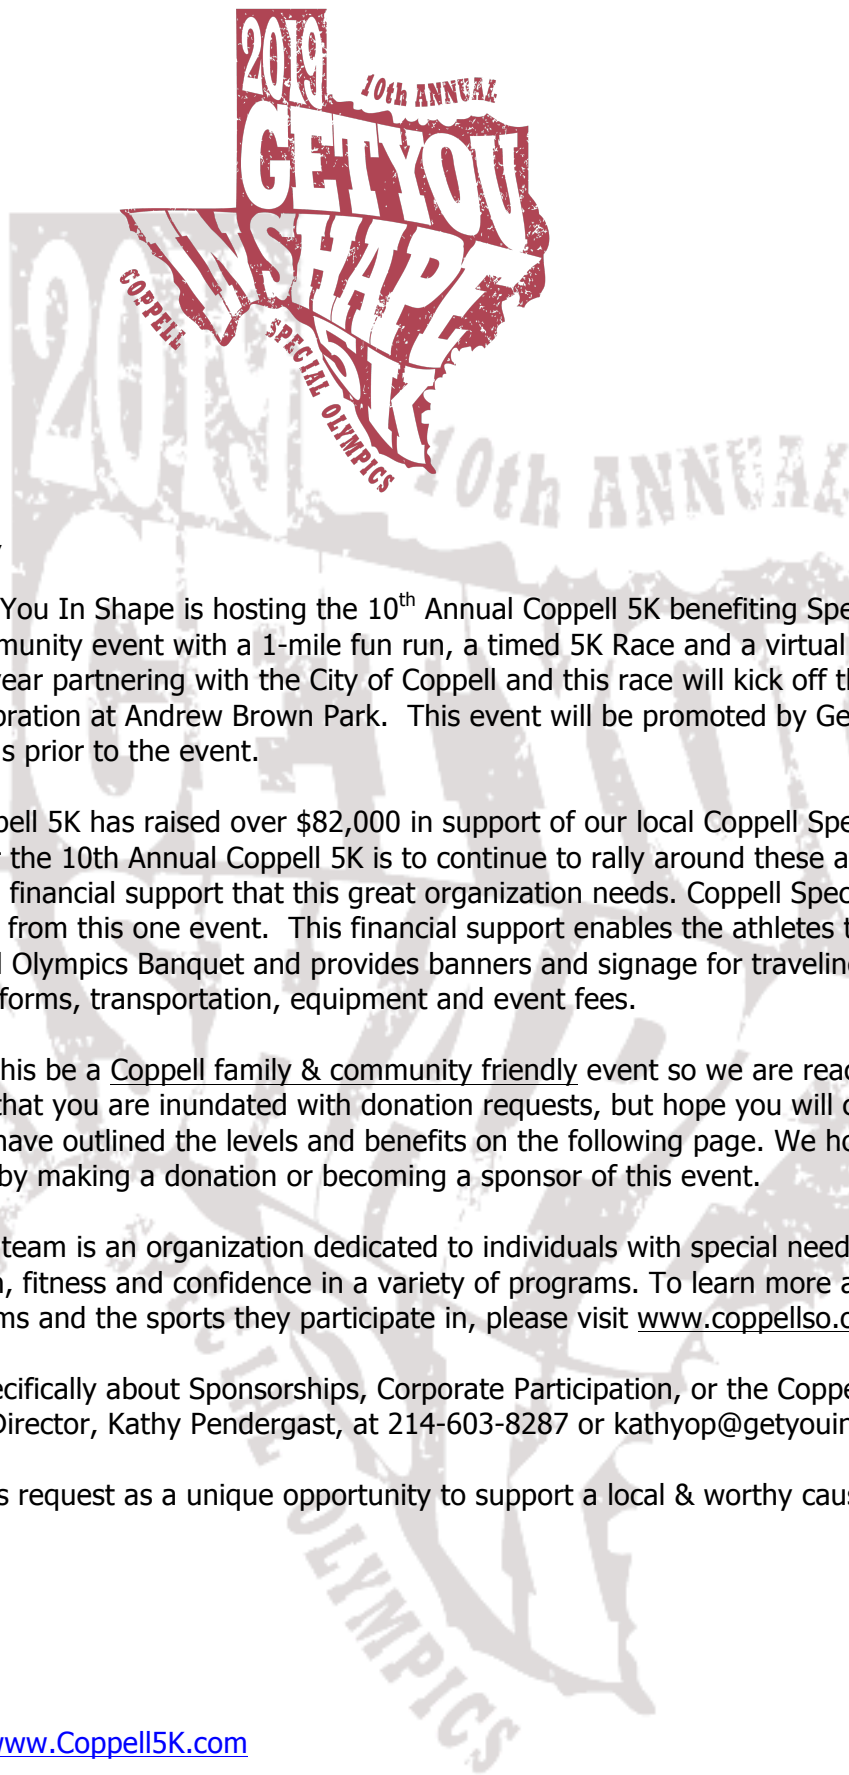 2019
10th ANNUAL
GET YOU
IN SHAPE
5K
COPPELL
SPECIAL OLYMPICS
2019
10th ANNUAL
You In Shape is hosting the 10th Annual Coppell 5K benefiting Spe
munity event with a 1-mile fun run, a timed 5K Race and a virtual
year partnering with the City of Coppell and this race will kick off th
bration at Andrew Brown Park. This event will be promoted by Ge
s prior to the event.
pell 5K has raised over $82,000 in support of our local Coppell Spe
r the 10th Annual Coppell 5K is to continue to rally around these a
financial support that this great organization needs. Coppell Spec
from this one event. This financial support enables the athletes t
l Olympics Banquet and provides banners and signage for traveling
forms, transportation, equipment and event fees.
his be a Coppell family & community friendly event so we are reac
that you are inundated with donation requests, but hope you will c
have outlined the levels and benefits on the following page. We ho
by making a donation or becoming a sponsor of this event.
team is an organization dedicated to individuals with special need
n, fitness and confidence in a variety of programs. To learn more a
ms and the sports they participate in, please visit www.coppellso.o
ecifically about Sponsorships, Corporate Participation, or the Coppe
Director, Kathy Pendergast, at 214-603-8287 or kathyop@getyouin
s request as a unique opportunity to support a local & worthy caus
SPECIAL OLYMPICS
www.Coppell5K.com